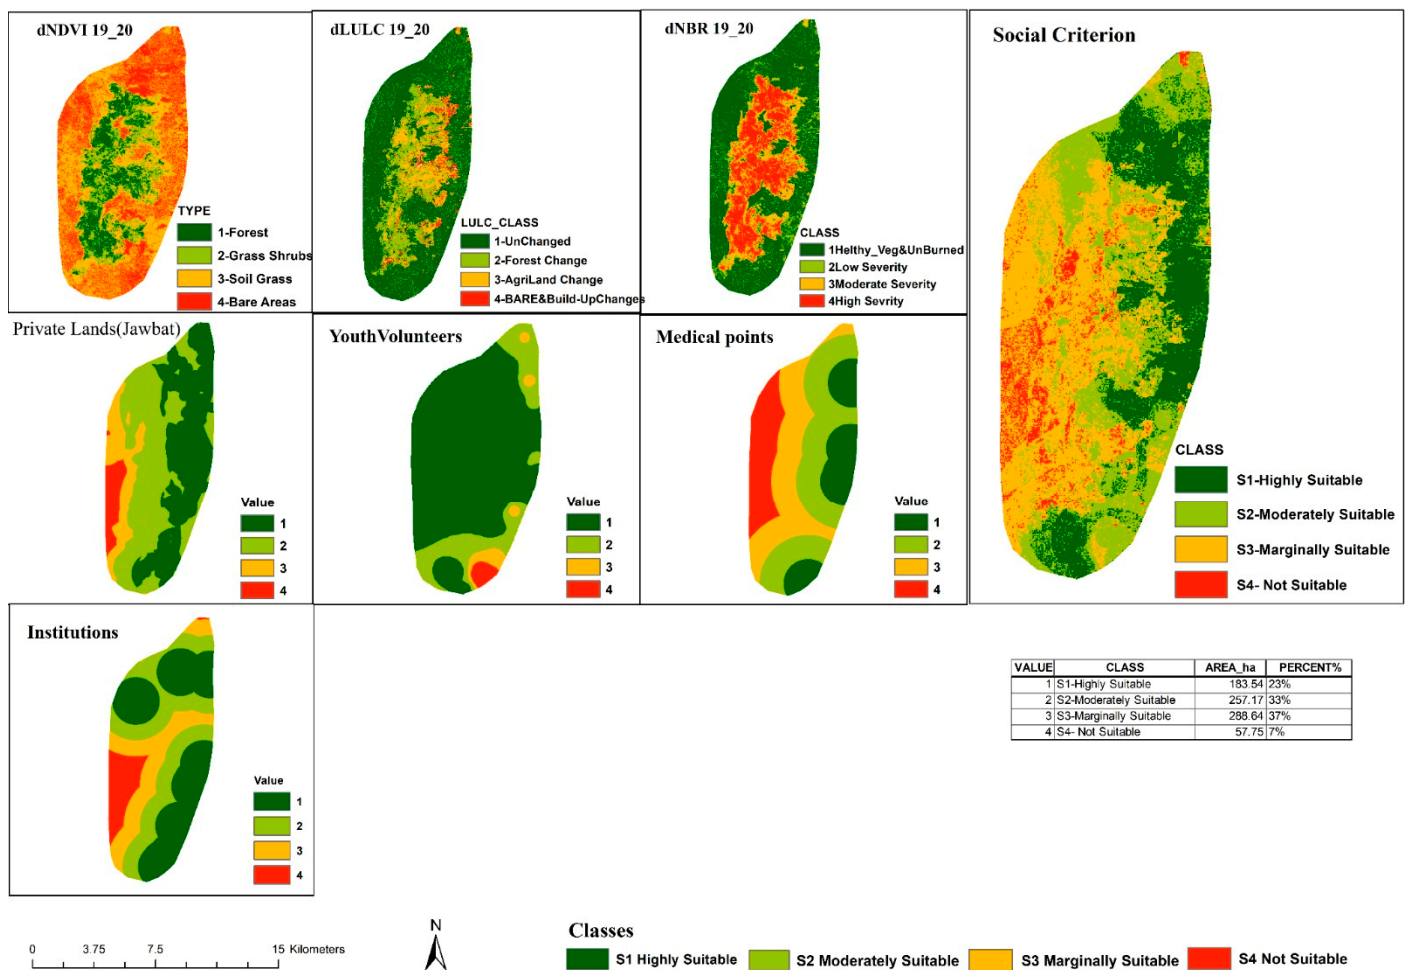 dNDVI 19_20
TYPE
1-Forest
2-Grass Shrubs
3-Soil Grass
4-Bare Areas
dLULC 19_20
LULC_CLASS
1-UnChanged
2-Forest Change
3-AgriLand Change
4-BARE&Build-UpChanges
dNBR 19_20
CLASS
1Helthy_Veg&UnBurned
2Low Severity
3Moderate Severity
4High Sevrity
Social Criterion
CLASS
S1-Highly Suitable
S2-Moderately Suitable
S3-Marginally Suitable
S4- Not Suitable
Private Lands(Jawbat)
Value
1
2
3
4
YouthVolunteers
Value
1
2
3
4
Medical points
Value
1
2
3
4
Institutions
Value
1
2
3
4
VALUE CLASS AREA_ha PERCENT%
1 S1-Highly Suitable 183.54 23%
2 S2-Moderately Suitable 257.17 33%
3 S3-Marginally Suitable 288.64 37%
4 S4- Not Suitable 57.75 7%
0 3.75 7.5 15 Kilometers
N
Classes
S1 Highly Suitable S2 Moderately Suitable S3 Marginally Suitable S4 Not Suitable